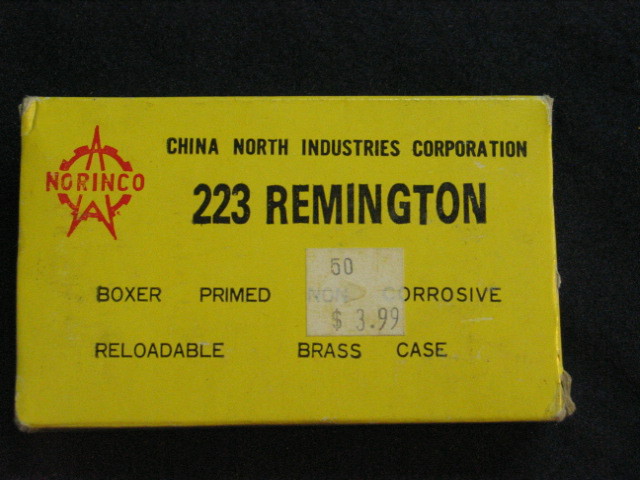 CHINA NORTH INDUSTRIES CORPORATION
NORINCO
223 REMINGTON
50
BOXER PRIMED NON CORROSIVE
$ 3.99
RELOADABLE BRASS CASE